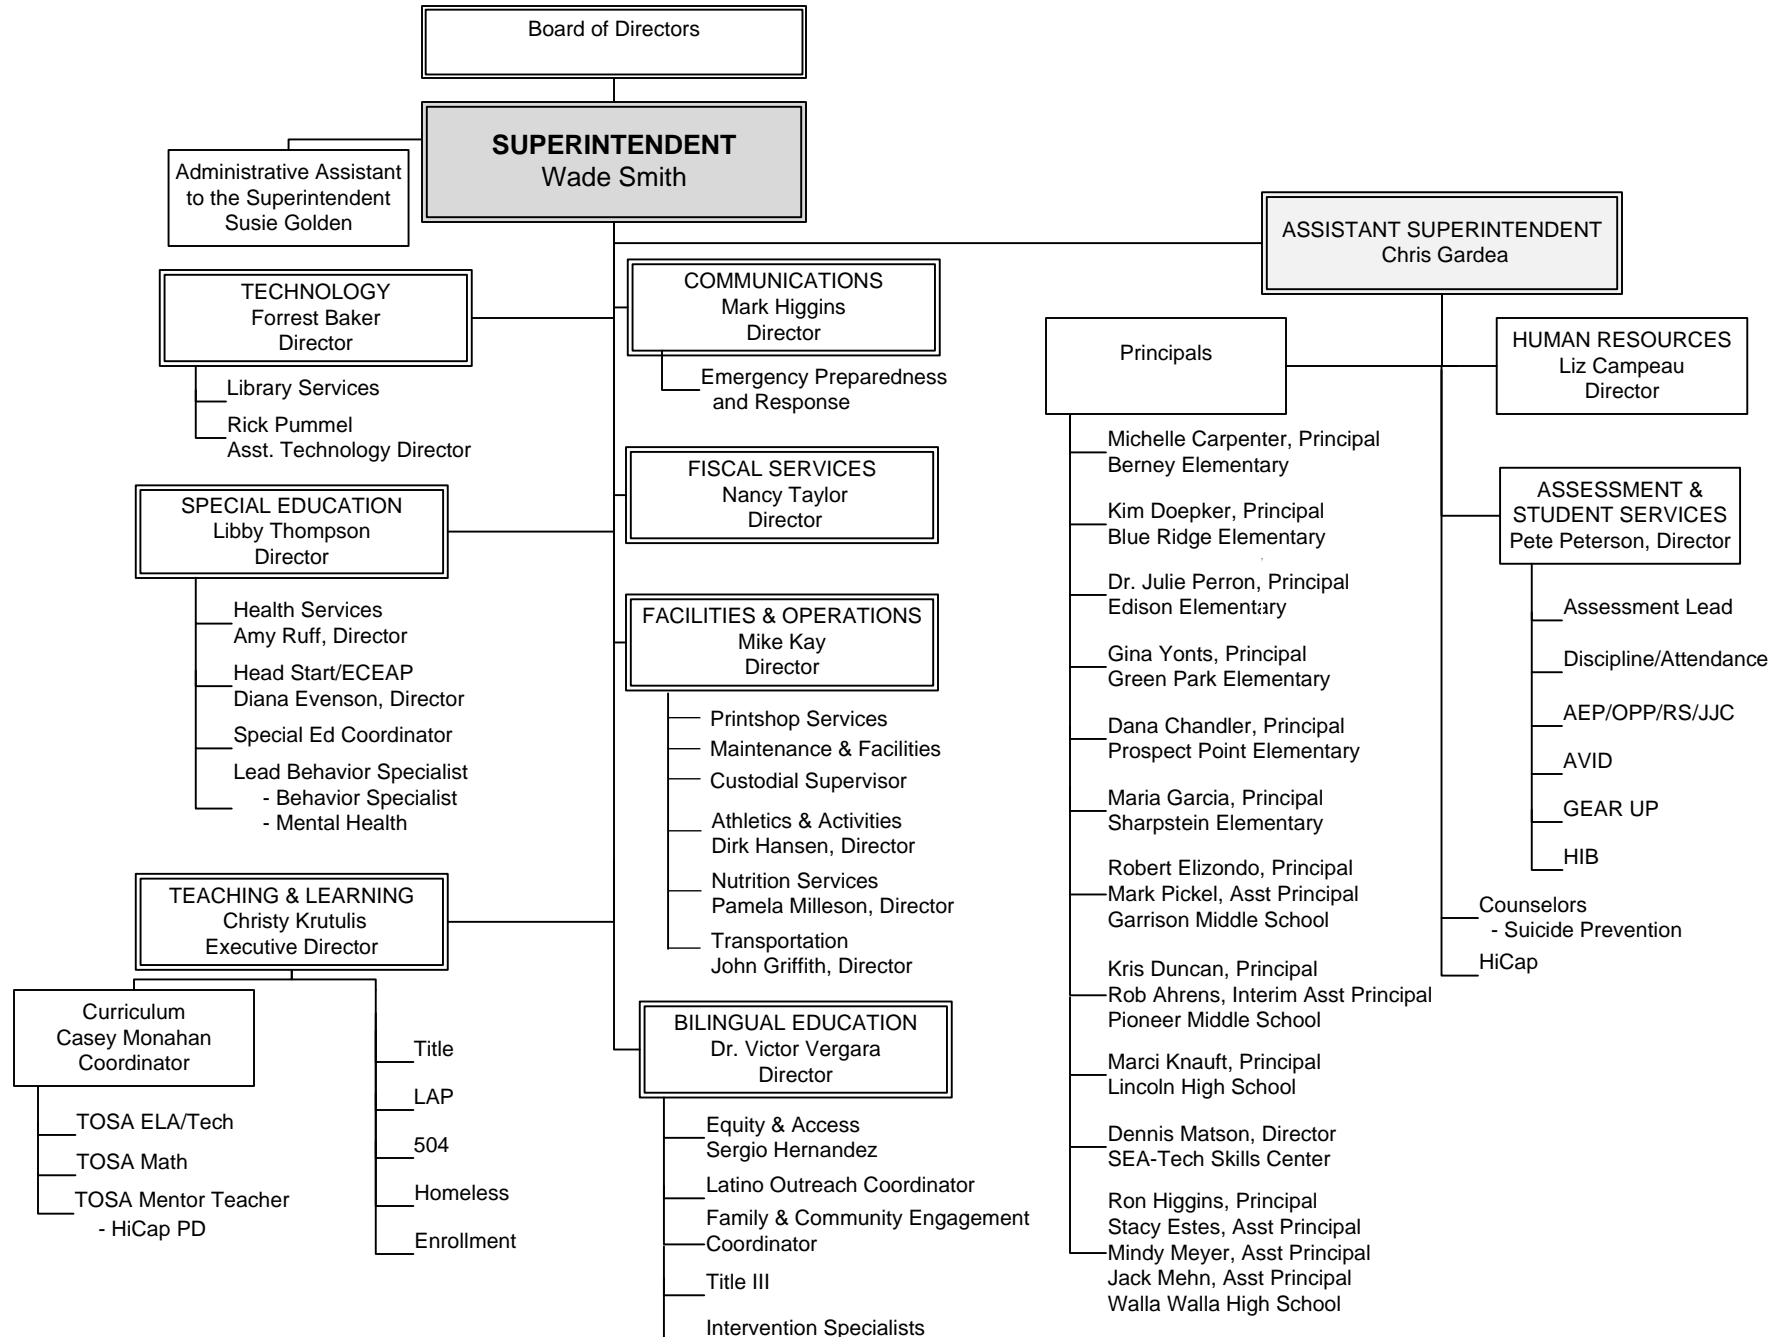 Board of Directors
SUPERINTENDENT
Wade Smith
Administrative Assistant
to the Superintendent
Susie Golden
ASSISTANT SUPERINTENDENT
Chris Gardea
TECHNOLOGY
Forrest Baker
Director
Library Services
Rick Pummel
Asst. Technology Director
SPECIAL EDUCATION
Libby Thompson
Director
Health Services
Amy Ruff, Director
Head Start/ECEAP
Diana Evenson, Director
Special Ed Coordinator
Lead Behavior Specialist
- Behavior Specialist
- Mental Health
TEACHING & LEARNING
Christy Krutulis
Executive Director
Curriculum
Casey Monahan
Coordinator
TOSA ELA/Tech
TOSA Math
TOSA Mentor Teacher
- HiCap PD
Title
LAP
504
Homeless
Enrollment
COMMUNICATIONS
Mark Higgins
Director
Emergency Preparedness
and Response
FISCAL SERVICES
Nancy Taylor
Director
FACILITIES & OPERATIONS
Mike Kay
Director
Printshop Services
Maintenance & Facilities
Custodial Supervisor
Athletics & Activities
Dirk Hansen, Director
Nutrition Services
Pamela Milleson, Director
Transportation
John Griffith, Director
BILINGUAL EDUCATION
Dr. Victor Vergara
Director
Equity & Access
Sergio Hernandez
Latino Outreach Coordinator
Family & Community Engagement
Coordinator
Title III
Intervention Specialists
Principals
Michelle Carpenter, Principal
Berney Elementary
Kim Doepker, Principal
Blue Ridge Elementary
Dr. Julie Perron, Principal
Edison Elementary
Gina Yonts, Principal
Green Park Elementary
Dana Chandler, Principal
Prospect Point Elementary
Maria Garcia, Principal
Sharpstein Elementary
Robert Elizondo, Principal
Mark Pickel, Asst Principal
Garrison Middle School
Kris Duncan, Principal
Rob Ahrens, Interim Asst Principal
Pioneer Middle School
Marci Knauft, Principal
Lincoln High School
Dennis Matson, Director
SEA-Tech Skills Center
Ron Higgins, Principal
Stacy Estes, Asst Principal
Mindy Meyer, Asst Principal
Jack Mehn, Asst Principal
Walla Walla High School
HUMAN RESOURCES
Liz Campeau
Director
ASSESSMENT &
STUDENT SERVICES
Pete Peterson, Director
Assessment Lead
Discipline/Attendance
AEP/OPP/RS/JJC
AVID
GEAR UP
HIB
Counselors
- Suicide Prevention
HiCap